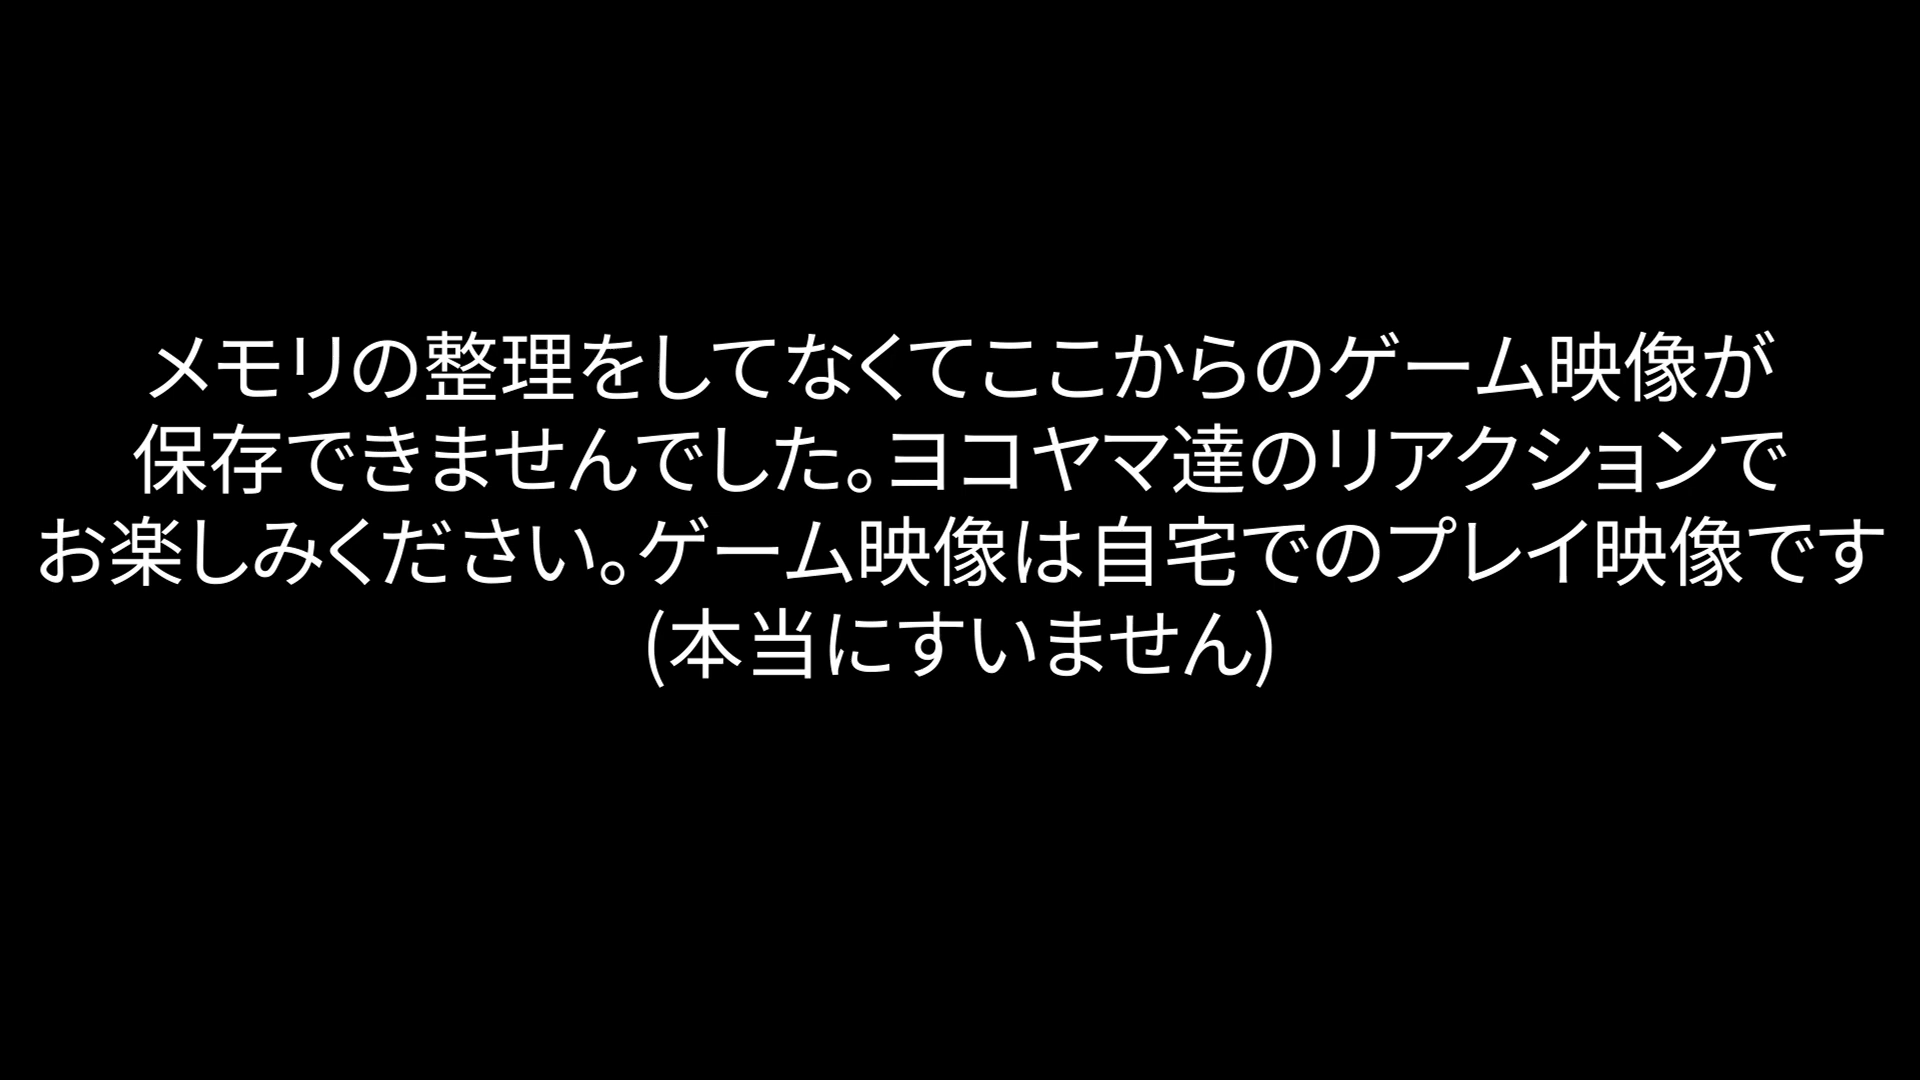 メモリの整理をしてなくてここからのゲーム映像が
保存できませんでした。ヨコヤマ達のリアクションで
お楽しみください。ゲーム映像は自宅でのプレイ映像です
(本当にすいません)